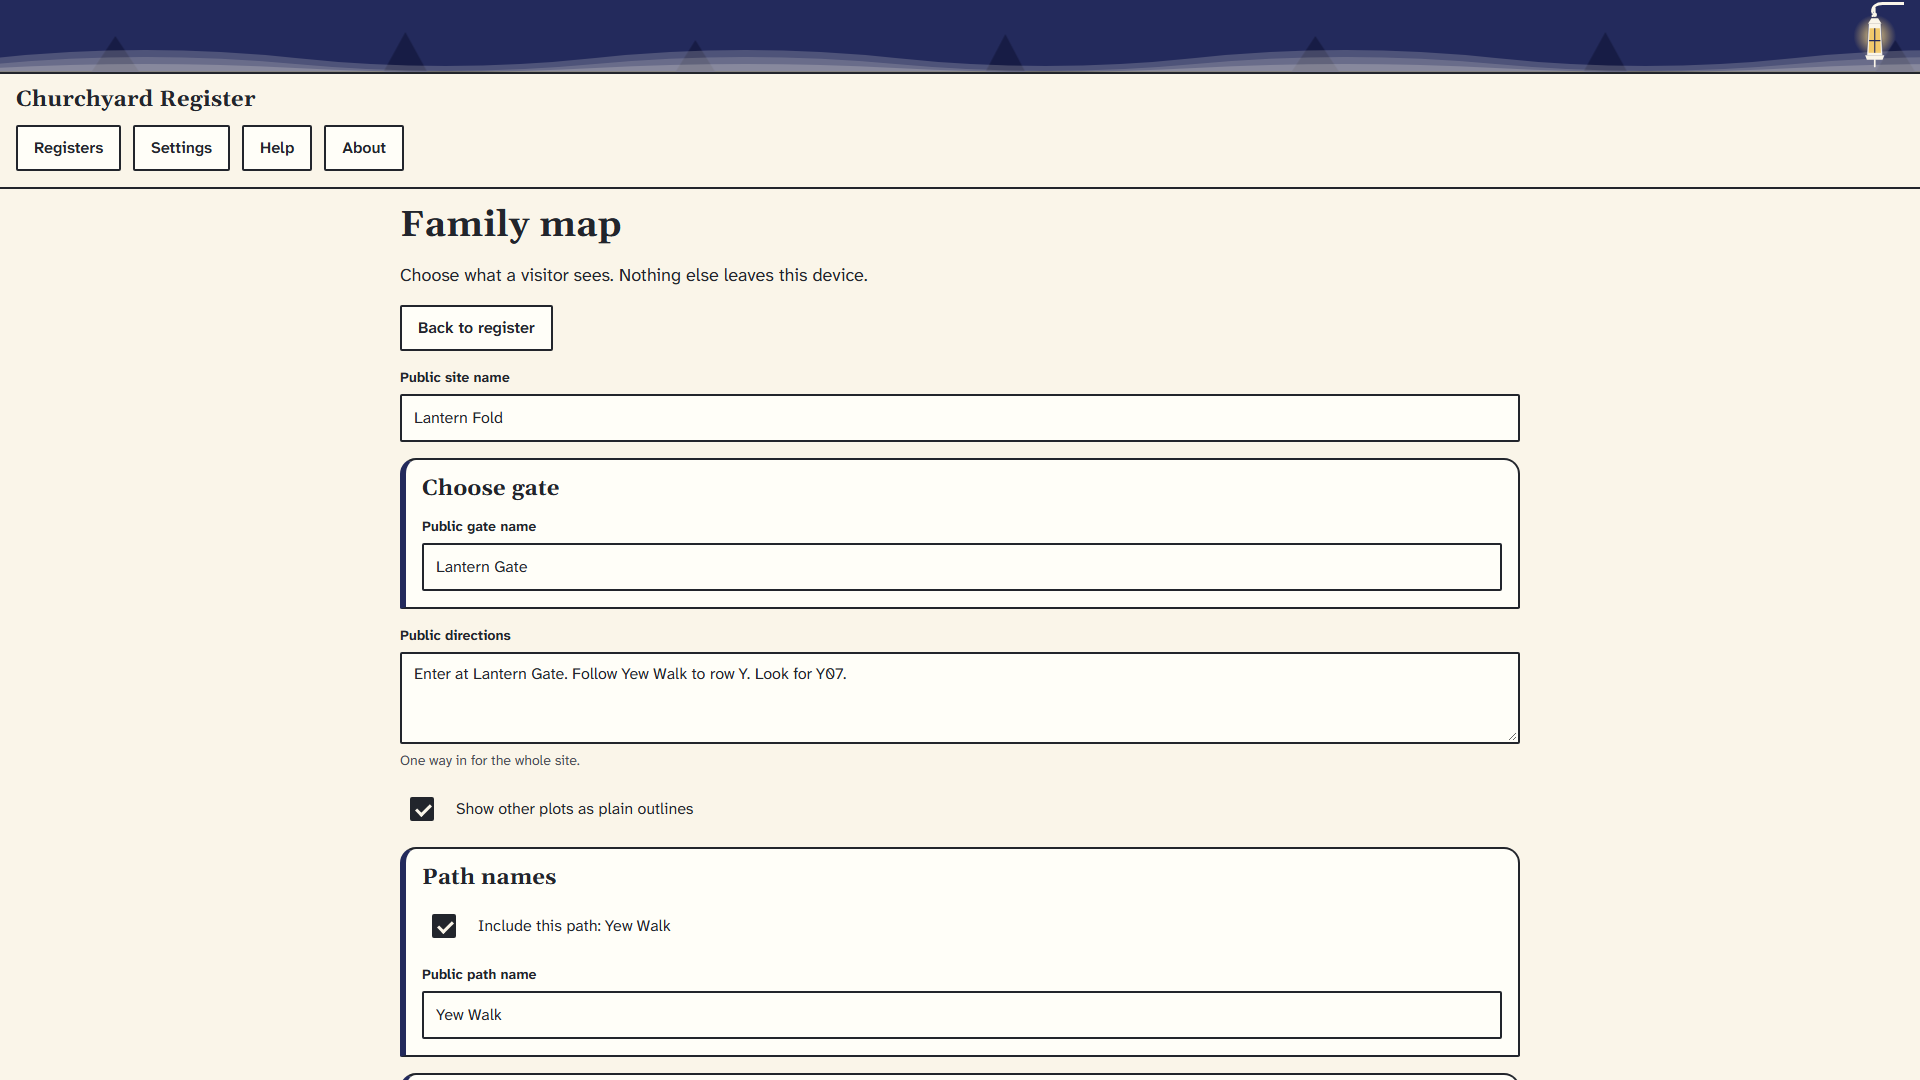 Churchyard Register
Registers
Settings
Help
About
Family map
Choose what a visitor sees. Nothing else leaves this device.
Back to register
Public site name
Lantern Fold
Choose gate
Public gate name
Lantern Gate
Public directions
Enter at Lantern Gate. Follow Yew Walk to row Y. Look for Y07.
One way in for the whole site.
Show other plots as plain outlines
Path names
Include this path: Yew Walk
Public path name
Yew Walk